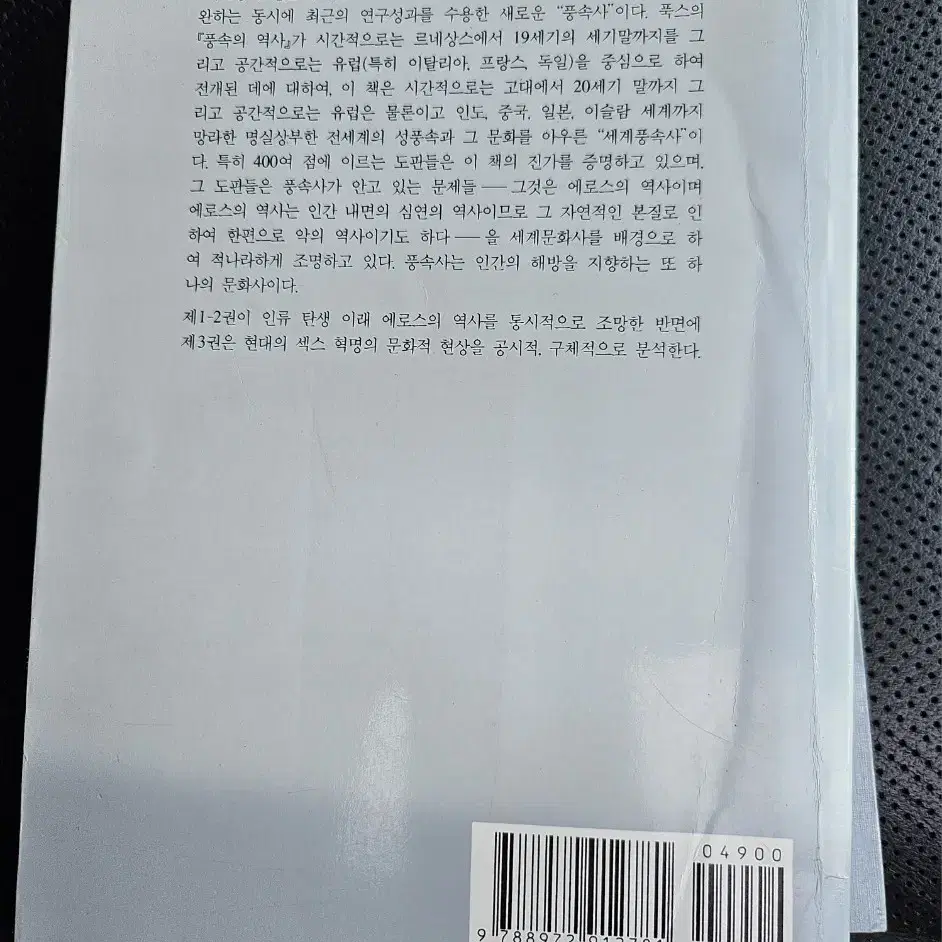 완하는 동시에 최근의 연구성과를 수용한 새로운 “풍속사”이다. 푹스의
『풍속의 역사』가 시간적으로는 르네상스에서 19세기의 세기말까지를 그
리고 공간적으로는 유럽(특히 이탈리아, 프랑스, 독일)을 중심으로 하여
전개된 데에 대하여, 이 책은 시간적으로는 고대에서 20세기 말까지 그
리고 공간적으로는 유럽은 물론이고 인도, 중국, 일본, 이슬람 세계까지
망라한 명실상부한 전세계의 성풍속과 그 문화를 아우른 “세계풍속사”이
다. 특히 400여 점에 이르는 도판들은 이 책의 진가를 증명하고 있으며,
그 도판들은 풍속사가 안고 있는 문제들 ── 그것은 에로스의 역사이며
에로스의 역사는 인간 내면의 심연의 역사이므로 그 자연적인 본질로 인
하여 한편으로 악의 역사이기도 하다 ── 을 세계문화사를 배경으로 하
여 적나라하게 조명하고 있다. 풍속사는 인간의 해방을 지향하는 또 하
나의 문화사이다.
제1-2권이 인류 탄생 이래 에로스의 역사를 통시적으로 조망한 반면에
제3권은 현대의 섹스 혁명의 문화적 현상을 공시적, 구체적으로 분석한다.
04900
9 788972